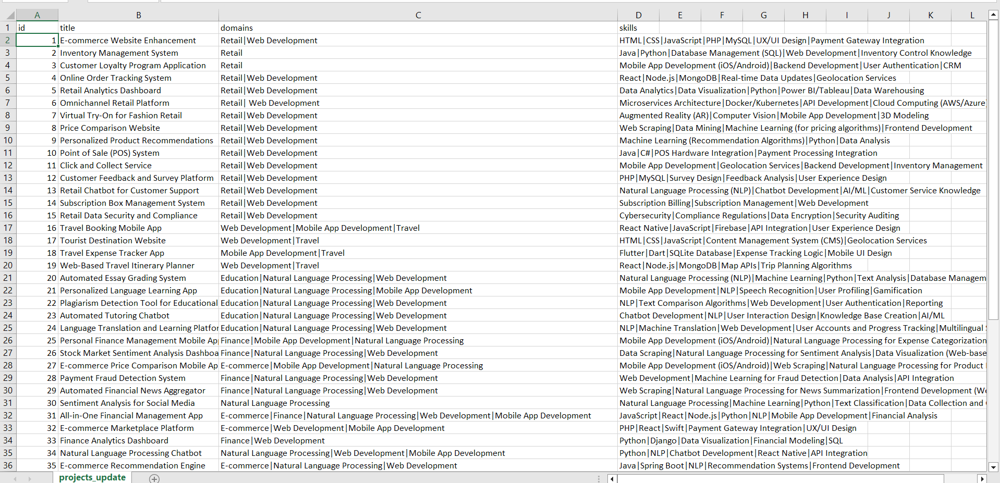 A B C D E F G H I J K L
1 id title domains skills
2 1 E-commerce Website Enhancement Retail|Web Development HTML|CSS|JavaScript|PHP|MySQL|UX/UI Design|Payment Gateway Integration
3 2 Inventory Management System Retail Java|Python|Database Management (SQL)|Web Development|Inventory Control Knowledge
4 3 Customer Loyalty Program Application Retail Mobile App Development (iOS/Android)|Backend Development|User Authentication|CRM
5 4 Online Order Tracking System Retail|Web Development React|Node.js|MongoDB|Real-time Data Updates|Geolocation Services
6 5 Retail Analytics Dashboard Retail|Web Development Data Analytics|Data Visualization|Python|Power BI/Tableau|Data Warehousing
7 6 Omnichannel Retail Platform Retail| Web Development Microservices Architecture|Docker/Kubernetes|API Development|Cloud Computing (AWS/Azure
8 7 Virtual Try-On for Fashion Retail Retail|Web Development Augmented Reality (AR)|Computer Vision|Mobile App Development|3D Modeling
9 8 Price Comparison Website Retail|Web Development Web Scraping|Data Mining|Machine Learning (for pricing algorithms)|Frontend Development
10 9 Personalized Product Recommendations Retail|Web Development Machine Learning (Recommendation Algorithms)|Python|Data Analysis
11 10 Point of Sale (POS) System Retail|Web Development Java|C#|POS Hardware Integration|Payment Processing Integration
12 11 Click and Collect Service Retail|Web Development Mobile App Development|Geolocation Services|Backend Development|Inventory Management
13 12 Customer Feedback and Survey Platform Retail|Web Development PHP|MySQL|Survey Design|Feedback Analysis|User Experience Design
14 13 Retail Chatbot for Customer Support Retail|Web Development Natural Language Processing (NLP)|Chatbot Development|AI/ML|Customer Service Knowledge
15 14 Subscription Box Management System Retail|Web Development Subscription Billing|Subscription Management|Web Development
16 15 Retail Data Security and Compliance Retail|Web Development Cybersecurity|Compliance Regulations|Data Encryption|Security Auditing
17 16 Travel Booking Mobile App Web Development|Mobile App Development|Travel React Native|JavaScript|Firebase|API Integration|User Experience Design
18 17 Tourist Destination Website Web Development|Travel HTML|CSS|JavaScript|Content Management System (CMS)|Geolocation Services
19 18 Travel Expense Tracker App Mobile App Development|Travel Flutter|Dart|SQLite Database|Expense Tracking Logic|Mobile UI Design
20 19 Web-Based Travel Itinerary Planner Web Development|Travel React|Node.js|MongoDB|Map APIs|Trip Planning Algorithms
21 20 Automated Essay Grading System Education|Natural Language Processing|Web Development Natural Language Processing (NLP)|Machine Learning|Python|Text Analysis|Database Managem
22 21 Personalized Language Learning App Education|Natural Language Processing|Mobile App Development Mobile App Development|NLP|Speech Recognition|User Profiling|Gamification
23 22 Plagiarism Detection Tool for Educational Education|Natural Language Processing|Web Development NLP|Text Comparison Algorithms|Web Development|User Authentication|Reporting
24 23 Automated Tutoring Chatbot Education|Natural Language Processing|Web Development Chatbot Development|NLP|User Interaction Design|Knowledge Base Creation|AI/ML
25 24 Language Translation and Learning Platfor Education|Natural Language Processing|Web Development NLP|Machine Translation|Web Development|User Accounts and Progress Tracking|Multilingual
26 25 Personal Finance Management Mobile Ap Finance|Mobile App Development|Natural Language Processing Mobile App Development (iOS/Android)|Natural Language Processing for Expense Categorization
27 26 Stock Market Sentiment Analysis Dashboa Finance|Natural Language Processing|Web Development Data Scraping|Natural Language Processing for Sentiment Analysis|Data Visualization (Web-base
28 27 E-commerce Price Comparison Mobile Ap E-commerce|Mobile App Development|Natural Language Processing Mobile App Development (iOS/Android)|Web Scraping|Natural Language Processing for Product
29 28 Payment Fraud Detection System Finance|Natural Language Processing|Web Development Web Development|Machine Learning for Fraud Detection|Data Analysis|API Integration
30 29 Automated Financial News Aggregator Finance|Natural Language Processing|Web Development Web Scraping|Natural Language Processing for News Summarization|Frontend Development (We
31 30 Sentiment Analysis for Social Media Natural Language Processing Natural Language Processing|Machine Learning|Python|Text Classification|Data Collection and
32 31 All-in-One Financial Management App E-commerce|Finance|Natural Language Processing|Web Development|Mobile App Development JavaScript|React|Node.js|Python|NLP|Mobile App Development|Financial Analysis
33 32 E-commerce Marketplace Platform E-commerce|Web Development|Mobile App Development PHP|React|Swift|Payment Gateway Integration|UX/UI Design
34 33 Finance Analytics Dashboard Finance|Web Development Python|Django|Data Visualization|Financial Modeling|SQL
35 34 Natural Language Processing Chatbot Natural Language Processing|Web Development|Mobile App Development Python|NLP|Chatbot Development|React Native|API Integration
36 35 E-commerce Recommendation Engine E-commerce|Natural Language Processing|Web Development Java|Spring Boot|NLP|Recommendation Systems|Frontend Development
projects_update